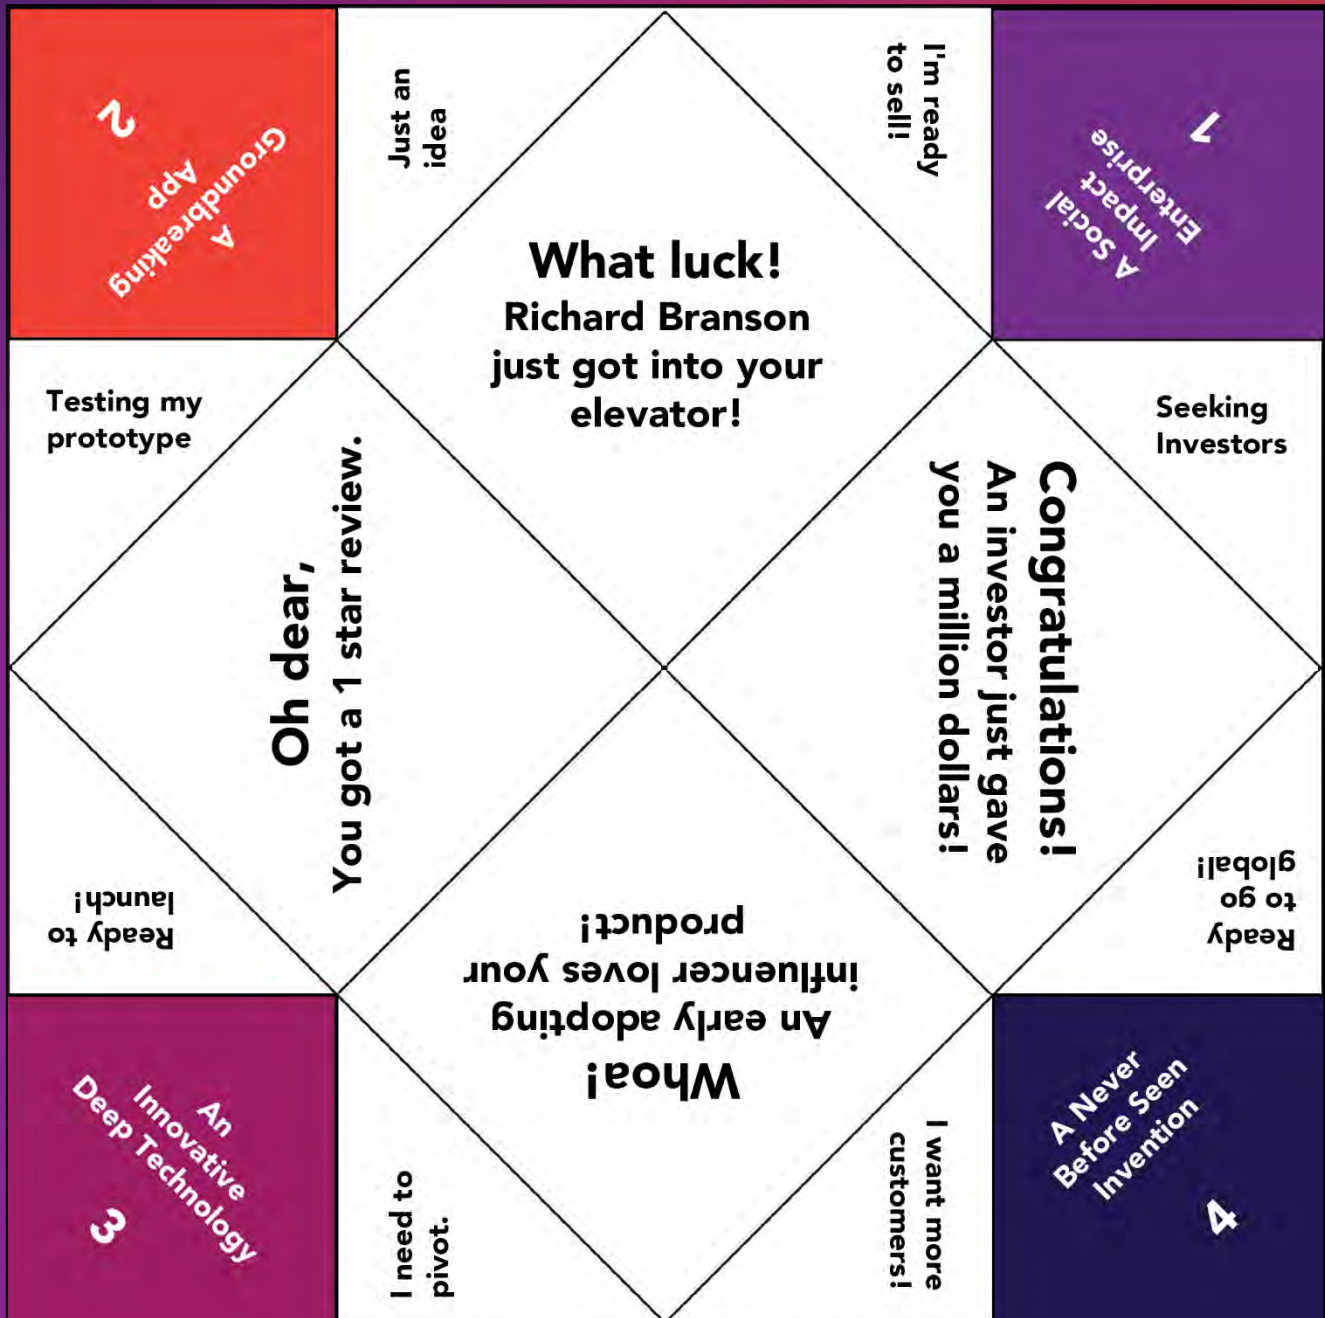 2
A
Groundbreaking
App
Just an
idea
I'm ready
to sell!
1
A Social
Impact
Enterprise
What luck!
Richard Branson
just got into your
elevator!
Testing my
prototype
Seeking
Investors
Oh dear,
You got a 1 star review.
Congratulations!
An investor just gave
you a million dollars!
Ready to
launch!
Ready
to go
global!
Whoa!
An early adopting
influencer loves your
product!
An
Innovative
Deep Technology
3
I need to
pivot.
I want more
customers!
A Never
Before Seen
Invention
4